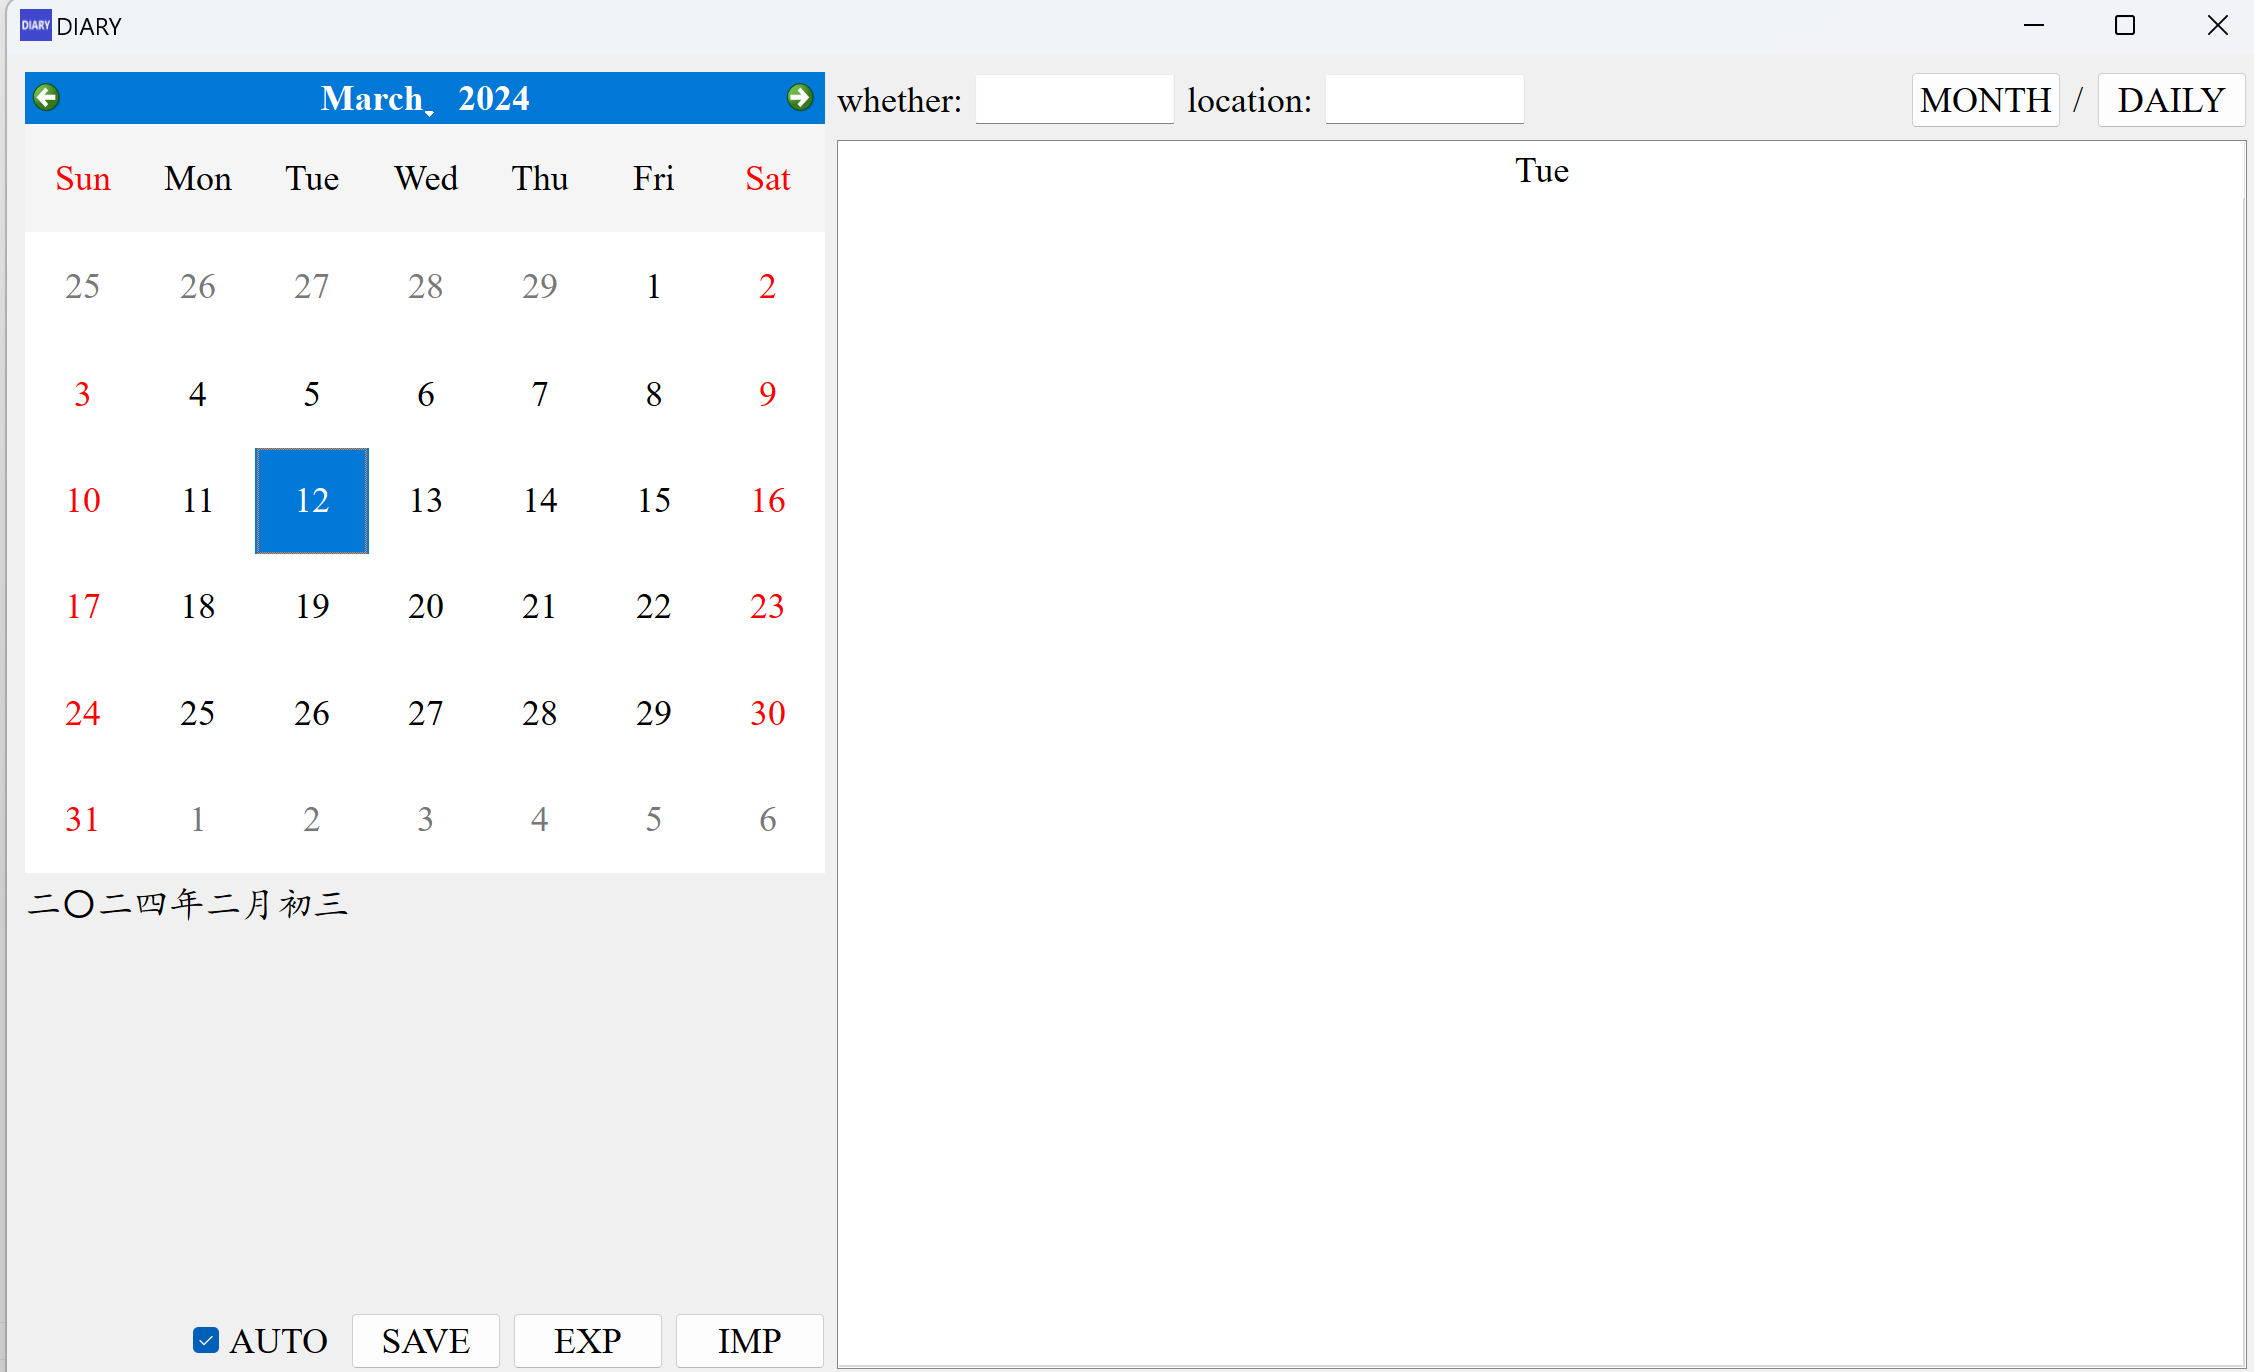 DIARY DIARY
March 2024
Sun Mon Tue Wed Thu Fri Sat
25 26 27 28 29 1 2
3 4 5 6 7 8 9
10 11 12 13 14 15 16
17 18 19 20 21 22 23
24 25 26 27 28 29 30
31 1 2 3 4 5 6
二〇二四年二月初三
AUTO SAVE EXP IMP
whether: location: MONTH / DAILY
Tue